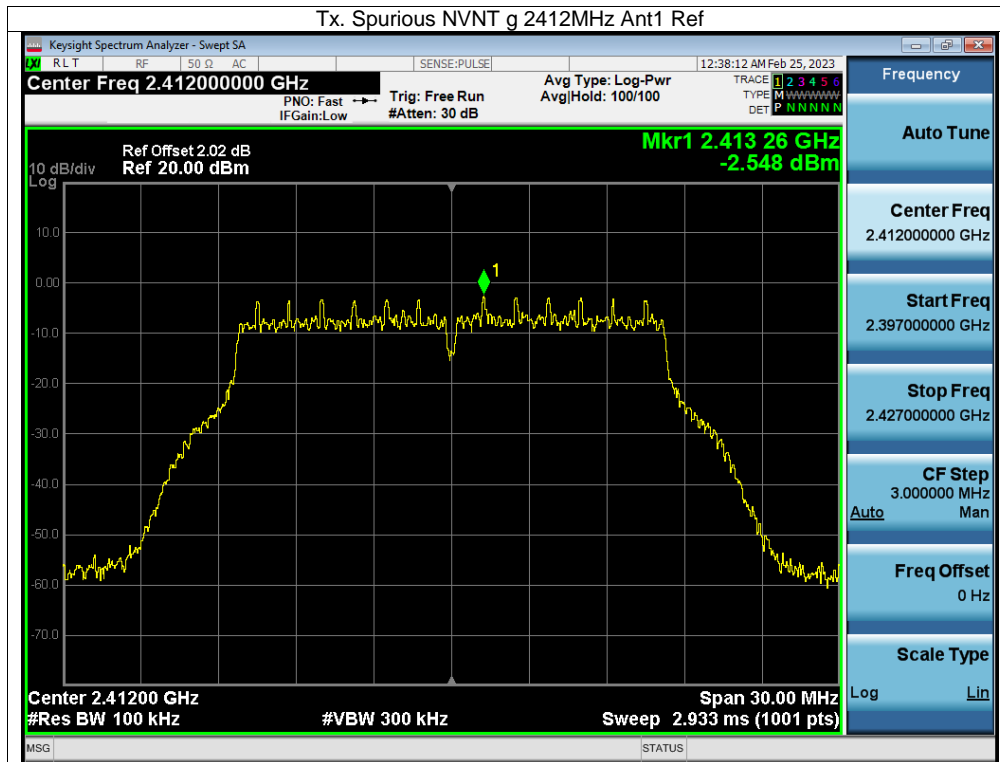 Tx. Spurious NVNT g 2412MHz Ant1 Ref
Keysight Spectrum Analyzer - Swept SA
LXI RLT RF 50 Ω AC SENSE:PULSE 12:38:12 AM Feb 25, 2023
Center Freq 2.412000000 GHz
PNO: Fast
IFGain:Low
Trig: Free Run
#Atten: 30 dB
Avg Type: Log-Pwr
Avg|Hold: 100/100
TRACE 1 2 3 4 5 6
TYPE M W W W W W
DET P N N N N N
Mkr1 2.413 26 GHz
-2.548 dBm
Ref Offset 2.02 dB
10 dB/div Ref 20.00 dBm
Log
10.0
0.00
-10.0
-20.0
-30.0
-40.0
-50.0
-60.0
-70.0
1
Center 2.41200 GHz Span 30.00 MHz
#Res BW 100 kHz #VBW 300 kHz Sweep 2.933 ms (1001 pts)
MSG STATUS
Frequency
Auto Tune
Center Freq
2.412000000 GHz
Start Freq
2.397000000 GHz
Stop Freq
2.427000000 GHz
CF Step
3.000000 MHz
Auto Man
Freq Offset
0 Hz
Scale Type
Log Lin